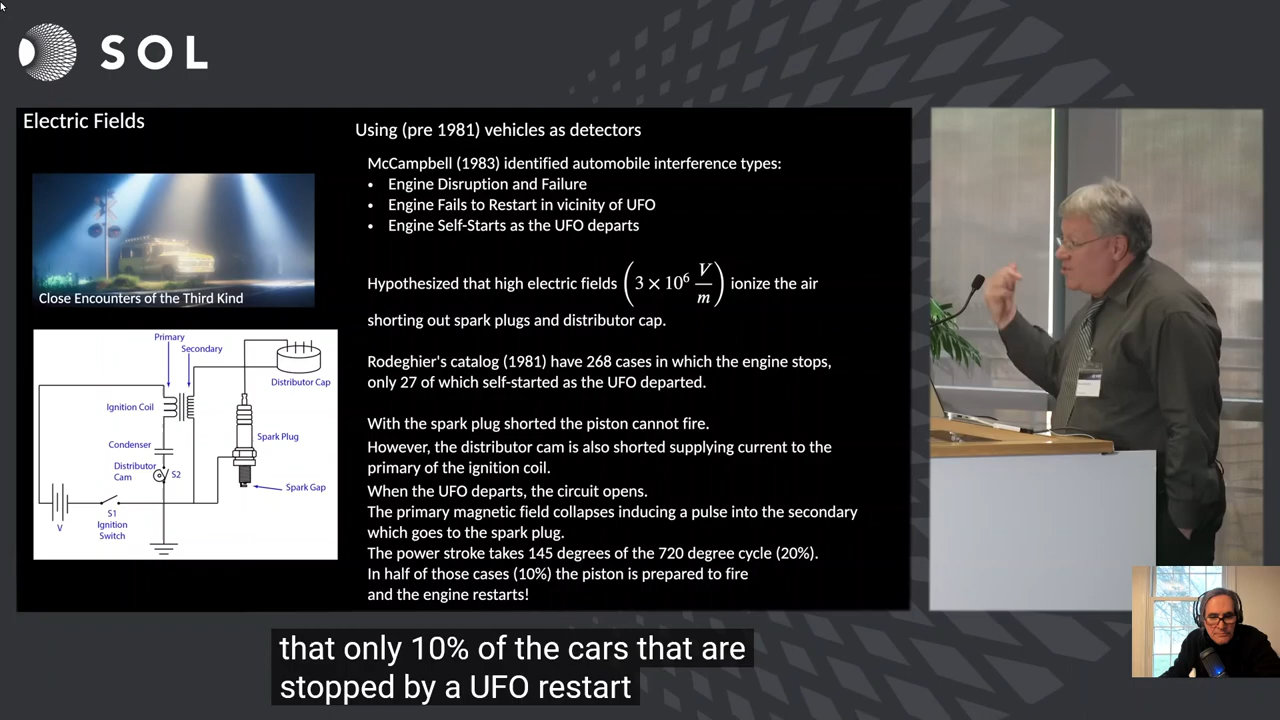 SOL
Electric Fields
Close Encounters of the Third Kind
Primary
Secondary
Distributor Cap
Ignition Coil
Spark Plug
Condenser
Distributor
Cam
S2
Spark Gap
V
S1
Ignition
Switch
Using (pre 1981) vehicles as detectors
McCampbell (1983) identified automobile interference types:
• Engine Disruption and Failure
• Engine Fails to Restart in vicinity of UFO
• Engine Self-Starts as the UFO departs
Hypothesized that high electric fields (3 × 10⁶ V/m) ionize the air
shorting out spark plugs and distributor cap.
Rodeghier's catalog (1981) have 268 cases in which the engine stops,
only 27 of which self-started as the UFO departed.
With the spark plug shorted the piston cannot fire.
However, the distributor cam is also shorted supplying current to the
primary of the ignition coil.
When the UFO departs, the circuit opens.
The primary magnetic field collapses inducing a pulse into the secondary
which goes to the spark plug.
The power stroke takes 145 degrees of the 720 degree cycle (20%).
In half of those cases (10%) the piston is prepared to fire
and the engine restarts!
that only 10% of the cars that are
stopped by a UFO restart